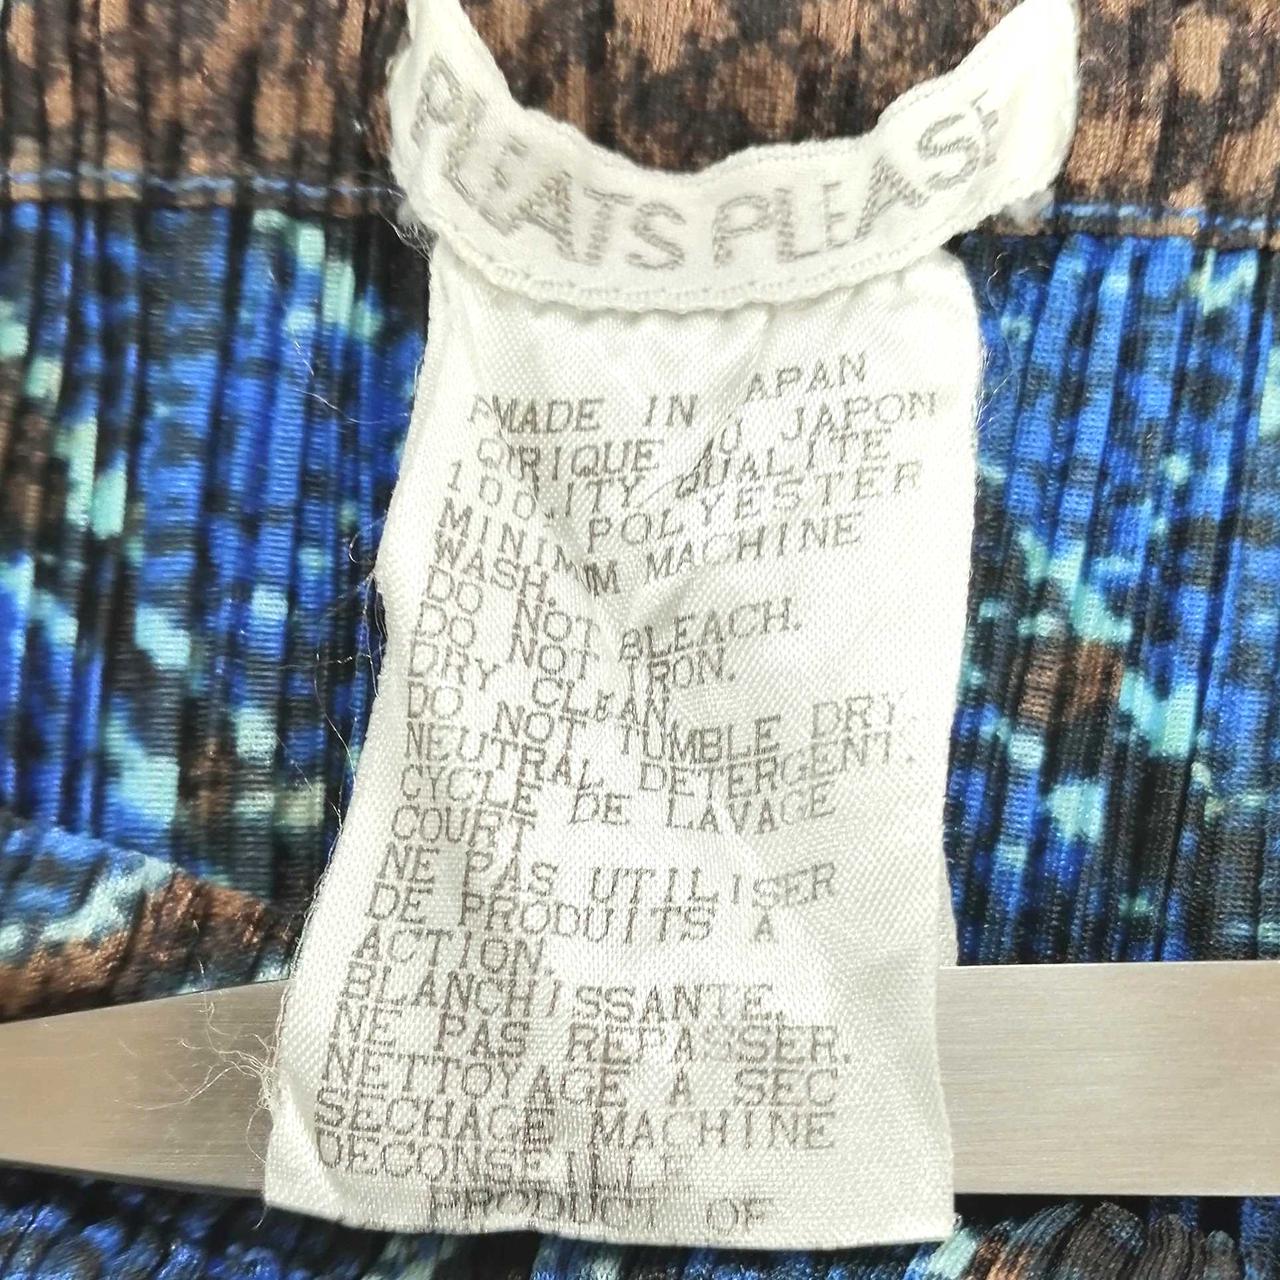 PLEATS PLEASE
MADE IN JAPAN
FABRIQUE AU JAPON
QUALITY QUALITE
100% POLYESTER
MINIMUM MACHINE
WASH.
DO NOT BLEACH.
DO NOT IRON.
DRY CLEAN.
DO NOT TUMBLE DRY.
NEUTRAL DETERGENT.
CYCLE DE LAVAGE
COURT
NE PAS UTILISER
DE PRODUITS A
ACTION.
BLANCHISSANTE.
NE PAS REPASSER.
NETTOYAGE A SEC
SECHAGE MACHINE
DECONSEILLE
PRODUCT OF